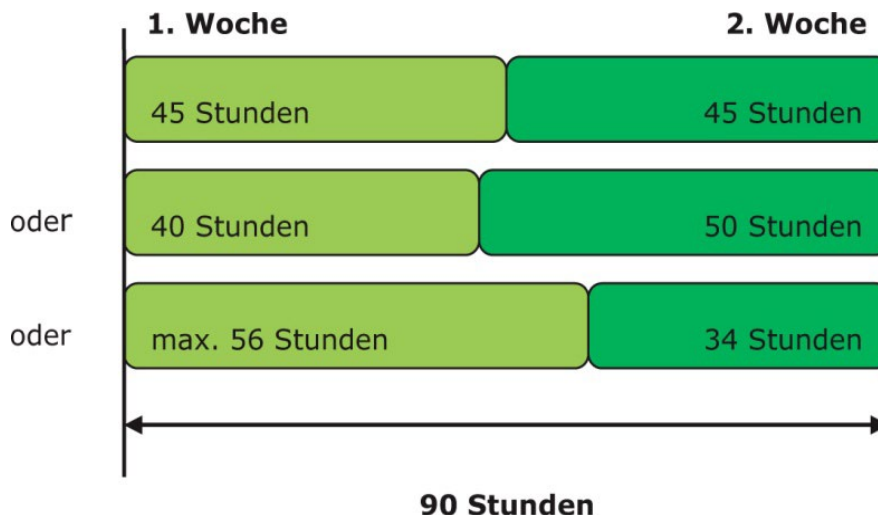 1. Woche 2. Woche
45 Stunden 45 Stunden
oder 40 Stunden 50 Stunden
oder max. 56 Stunden 34 Stunden
90 Stunden